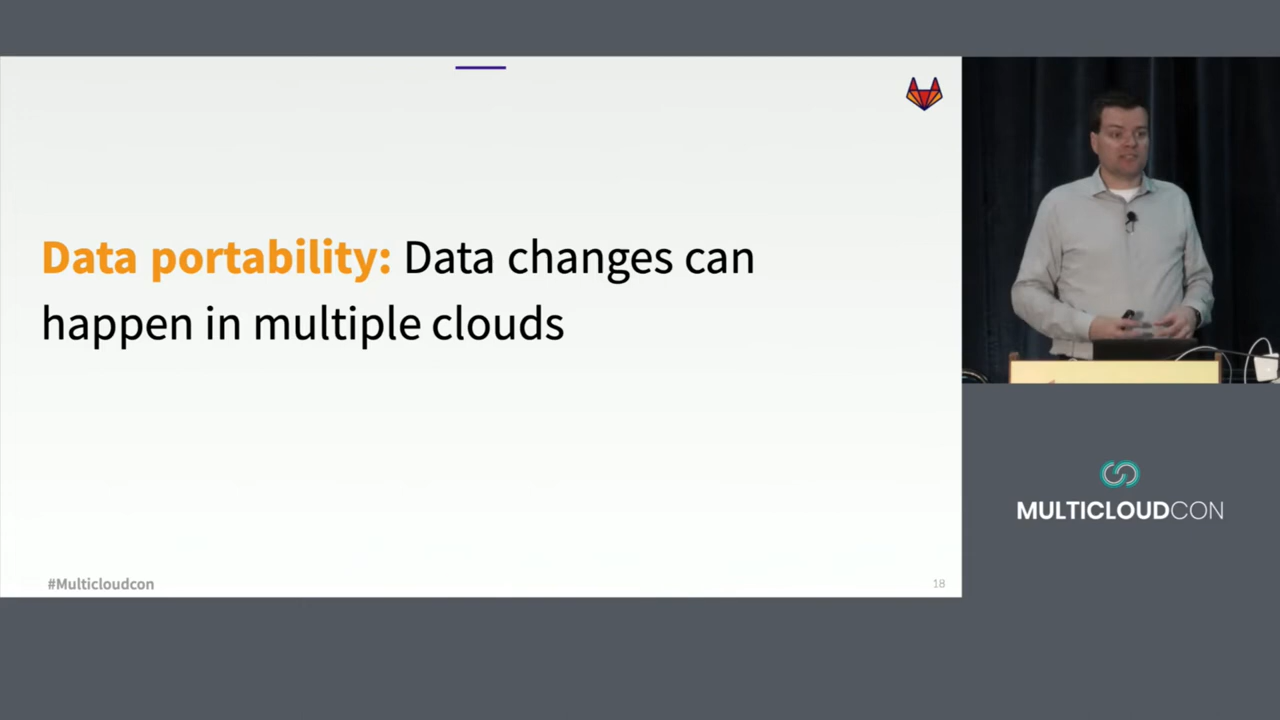 Data portability: Data changes can
happen in multiple clouds
#Multicloudcon
18
MULTICLOUDCON